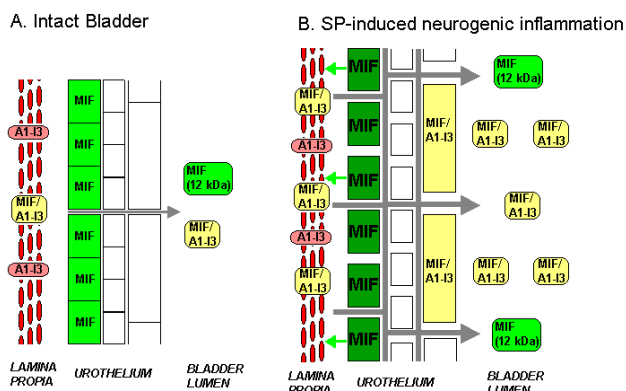 A. Intact Bladder
A1-I3
MIF/
A1-I3
A1-I3
MIF
MIF
MIF
MIF
MIF
MIF
MIF
(12 kDa)
MIF/
A1-I3
LAMINA
PROPIA
UROTHELIUM
BLADDER
LUMEN
B. SP-induced neurogenic inflammation
MIF/
A1-I3
A1-I3
MIF/
A1-I3
A1-I3
MIF/
A1-I3
MIF
MIF
MIF
MIF
MIF
MIF
MIF/
A1-I3
MIF/
A1-I3
MIF
(12 kDa)
MIF/
A1-I3
MIF/
A1-I3
MIF/
A1-I3
MIF/
A1-I3
MIF/
A1-I3
MIF
(12 kDa)
LAMINA
PROPIA
UROTHELIUM
BLADDER
LUMEN